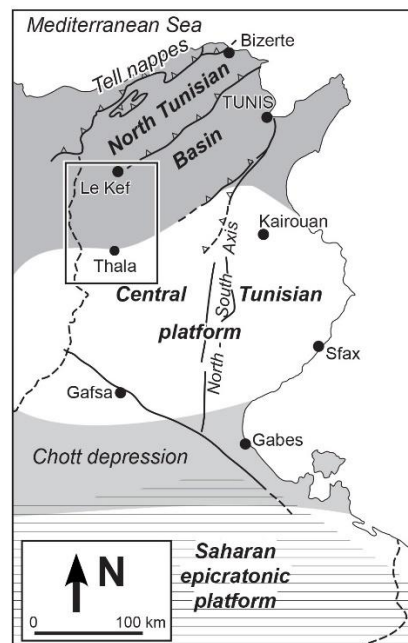 Mediterranean Sea
Tell nappes
Bizerte
North Tunisian
Basin
TUNIS
Le Kef
Kairouan
Thala
North South Axis
Central Tunisian
platform
Sfax
Gafsa
Gabes
Chott depression
Saharan
epicratonic
platform
N
0 100 km